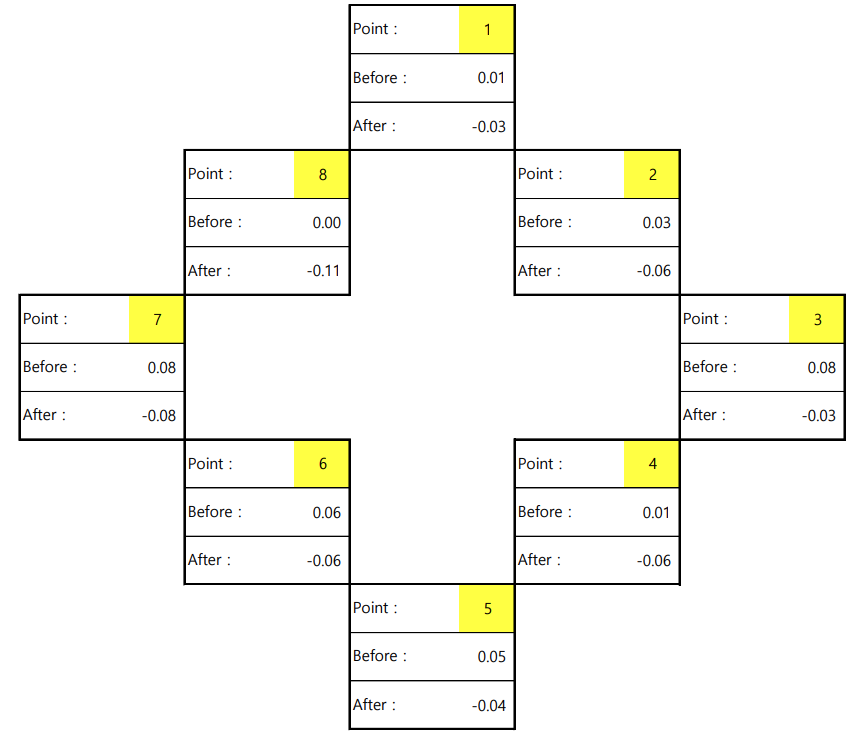 Point : 1
Before : 0.01
After : -0.03
Point : 8
Before : 0.00
After : -0.11
Point : 2
Before : 0.03
After : -0.06
Point : 7
Before : 0.08
After : -0.08
Point : 3
Before : 0.08
After : -0.03
Point : 6
Before : 0.06
After : -0.06
Point : 4
Before : 0.01
After : -0.06
Point : 5
Before : 0.05
After : -0.04